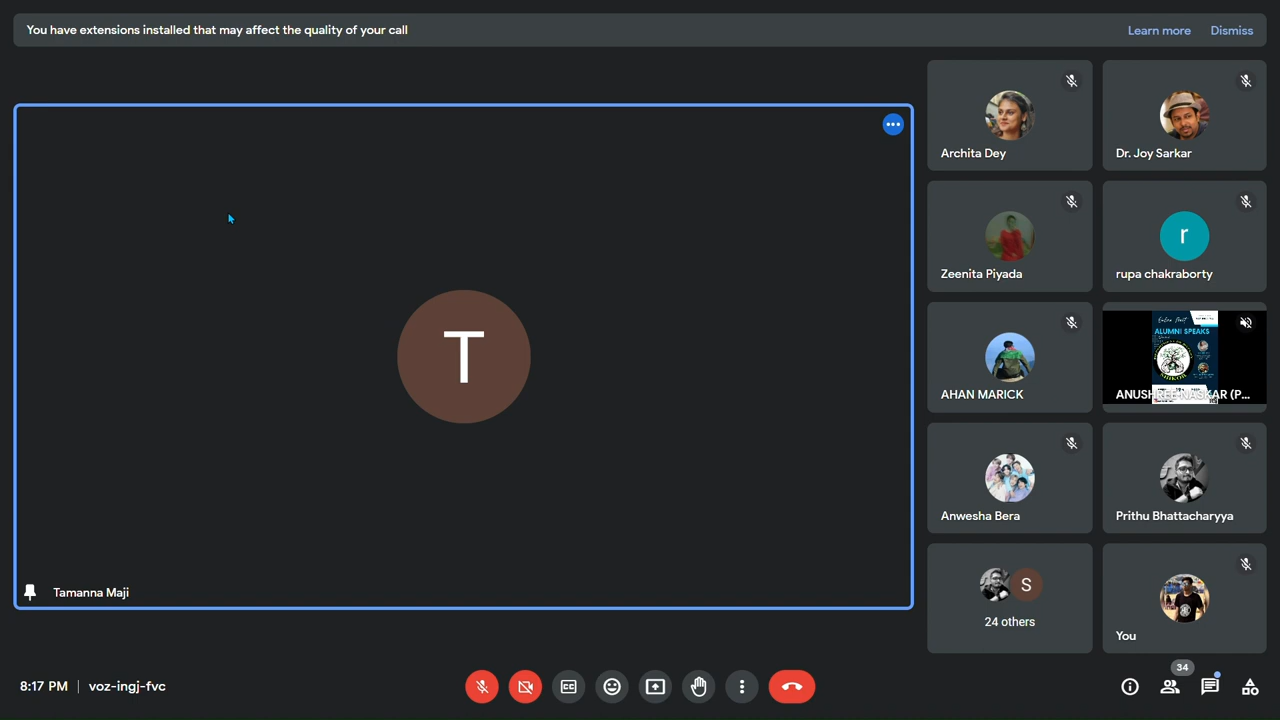 You have extensions installed that may affect the quality of your call
Learn more
Dismiss
T
Tamanna Maji
Archita Dey
Dr. Joy Sarkar
Zeenita Piyada
r
rupa chakraborty
AHAN MARICK
ALUMNI SPEAKS
ANUSHREE NASKAR (P...
Anwesha Bera
Prithu Bhattacharyya
S
24 others
You
8:17 PM | voz-ingj-fvc
CC
34